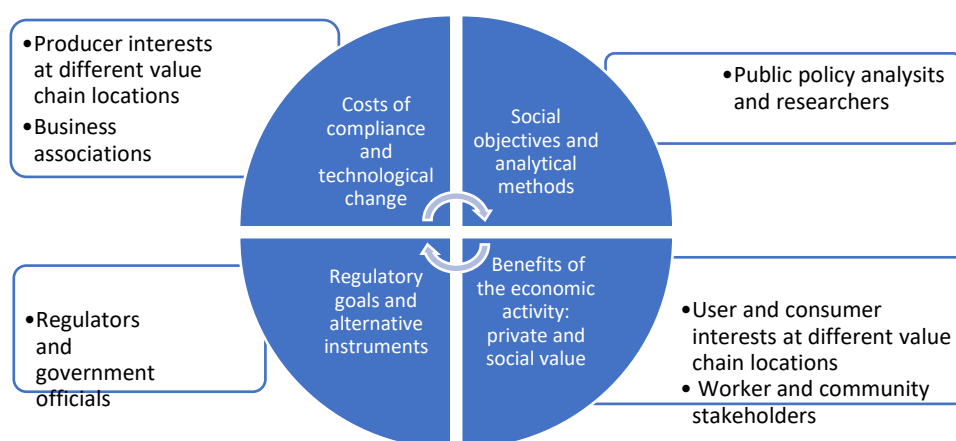 •Producer interests
at different value
chain locations
•Business
associations
Costs of
compliance
and
technological
change
Social
objectives and
analytical
methods
•Public policy analysits
and researchers
•Regulators
and
government
officials
Regulatory
goals and
alternative
instruments
Benefits of
the economic
activity:
private and
social value
•User and consumer
interests at different value
chain locations
• Worker and community
stakeholders